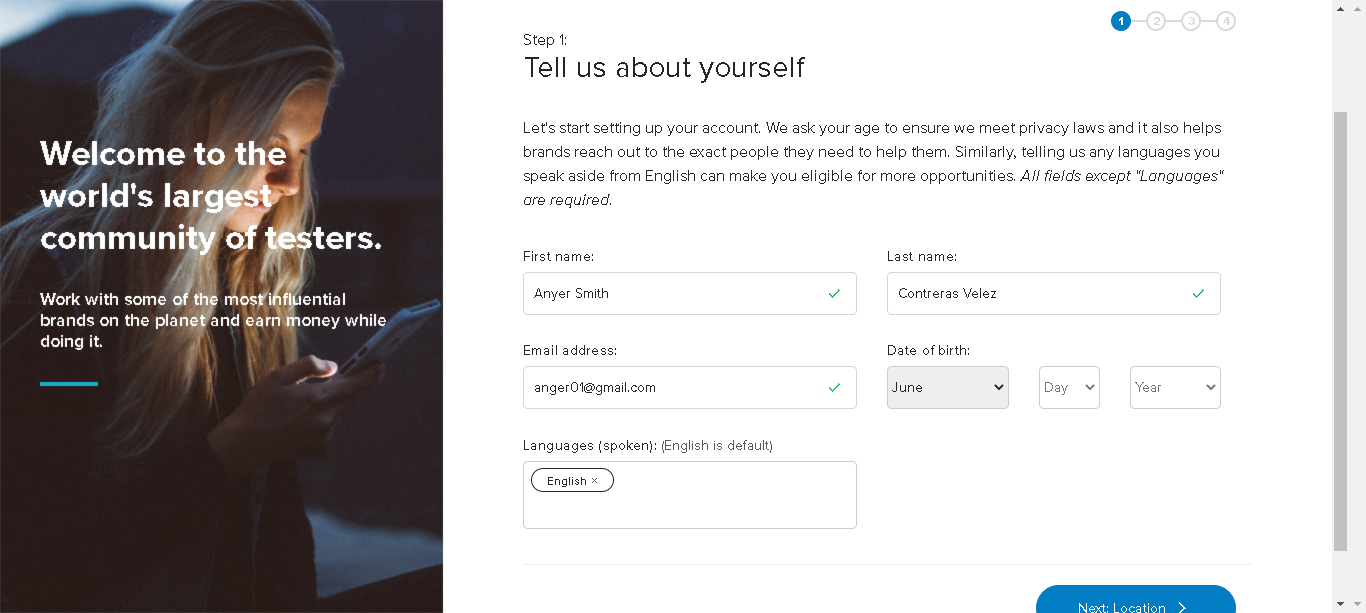 Welcome to the
world's largest
community of testers.
Work with some of the most influential
brands on the planet and earn money while
doing it.
1 2 3 4
Step 1:
Tell us about yourself
Let's start setting up your account. We ask your age to ensure we meet privacy laws and it also helps
brands reach out to the exact people they need to help them. Similarly, telling us any languages you
speak aside from English can make you eligible for more opportunities. All fields except "Languages"
are required.
First name:
Anyer Smith
Last name:
Contreras Velez
Email address:
anger01@gmail.com
Date of birth:
June Day Year
Languages (spoken): (English is default)
English ×
Next: Location